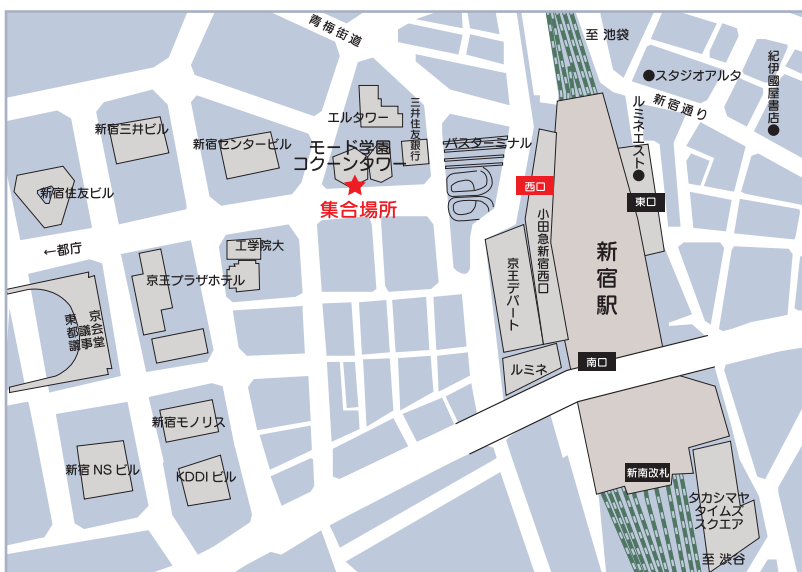 青梅街道
至 池袋
スタジオアルタ
紀伊國屋書店
新宿通り
ルミネエスト
エルタワー
三井住友銀行
バスターミナル
新宿三井ビル
新宿センタービル
モード学園
コクーンタワー
西口
東口
新宿住友ビル
集合場所
小田急新宿西口
新宿駅
←都庁
工学院大
京王プラザホテル
京王デパート
東京
都議会
議事堂
ルミネ
南口
新宿モノリス
新宿NSビル
KDDIビル
新南改札
タカシマヤ
タイムズ
スクエア
至 渋谷